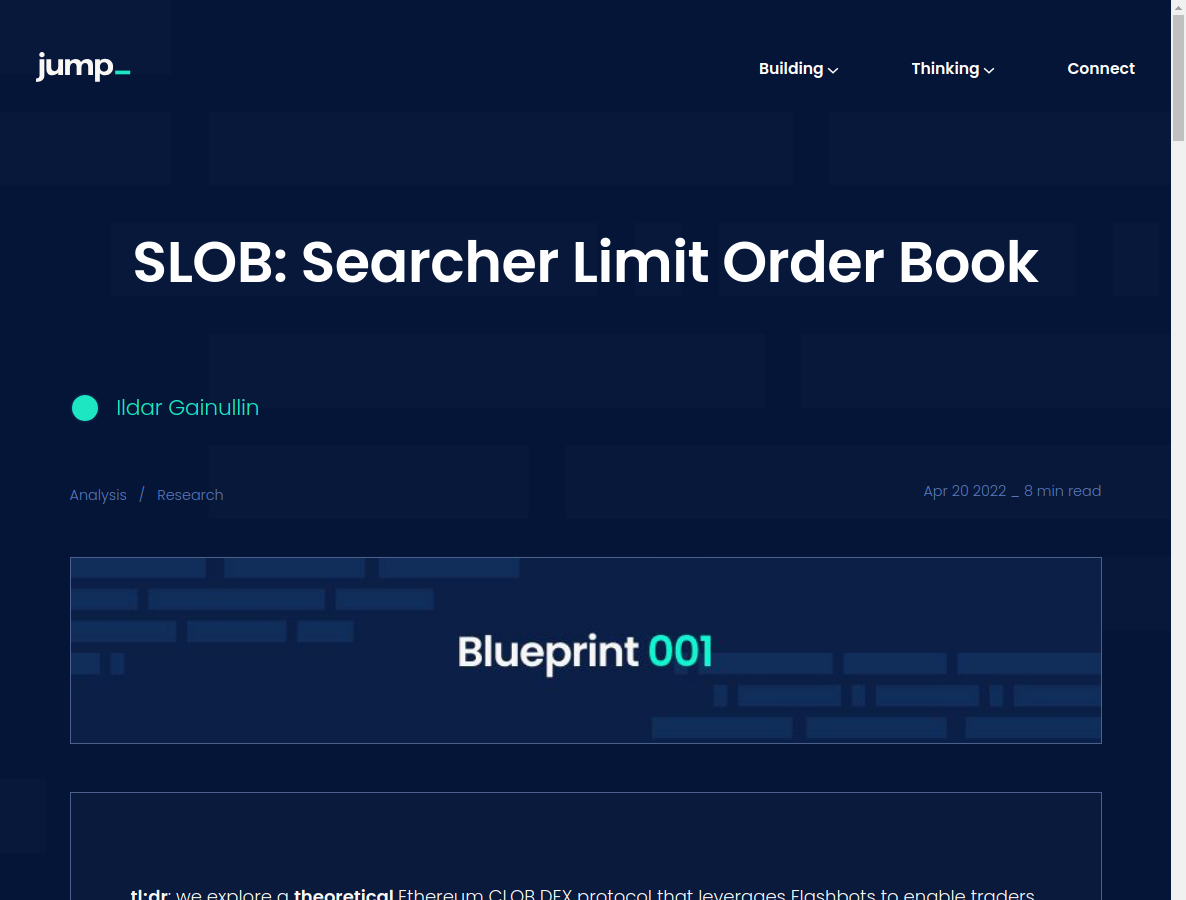 jump_
Building
Thinking
Connect
SLOB: Searcher Limit Order Book
Ildar Gainullin
Analysis / Research
Apr 20 2022 _ 8 min read
Blueprint 001
tl;dr: we explore a theoretical Ethereum CLOB DEX protocol that leverages Flashbots to enable traders